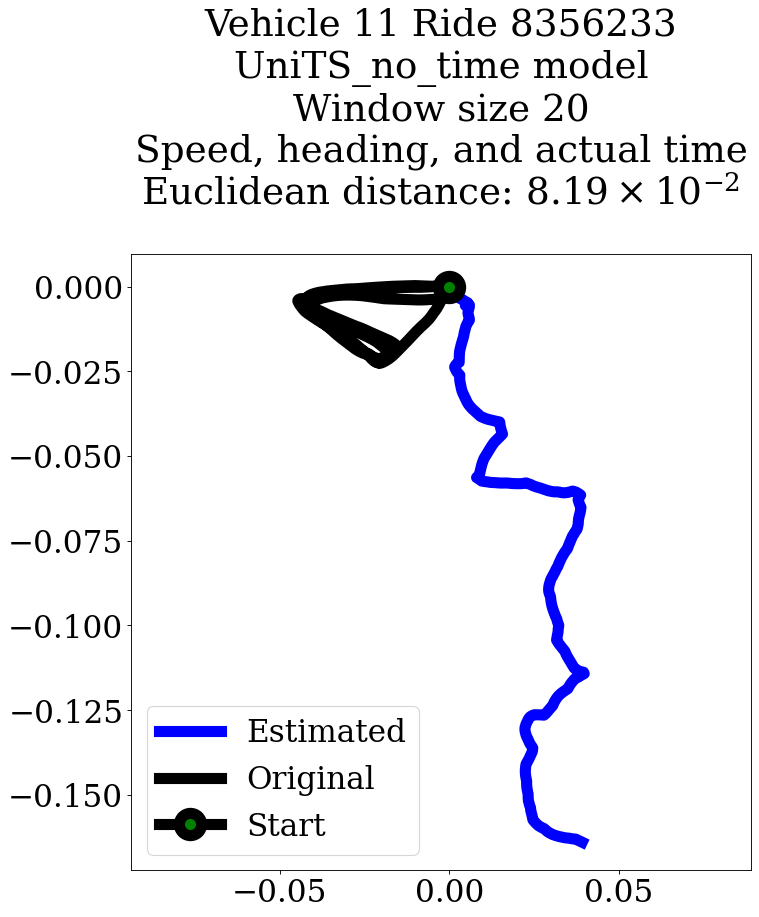 Vehicle 11 Ride 8356233
UniTS_no_time model
Window size 20
Speed, heading, and actual time
Euclidean distance: 8.19 × 10⁻²
0.000
−0.025
−0.050
−0.075
−0.100
−0.125
−0.150
Estimated
Original
Start
−0.05 0.00 0.05